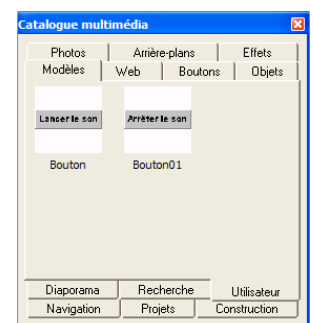 Catalogue multimédia
Photos Arrière-plans Effets
Modèles Web Boutons Objets
Lancer le son Arrêter le son
Bouton Bouton01
Diaporama Recherche Utilisateur
Navigation Projets Construction